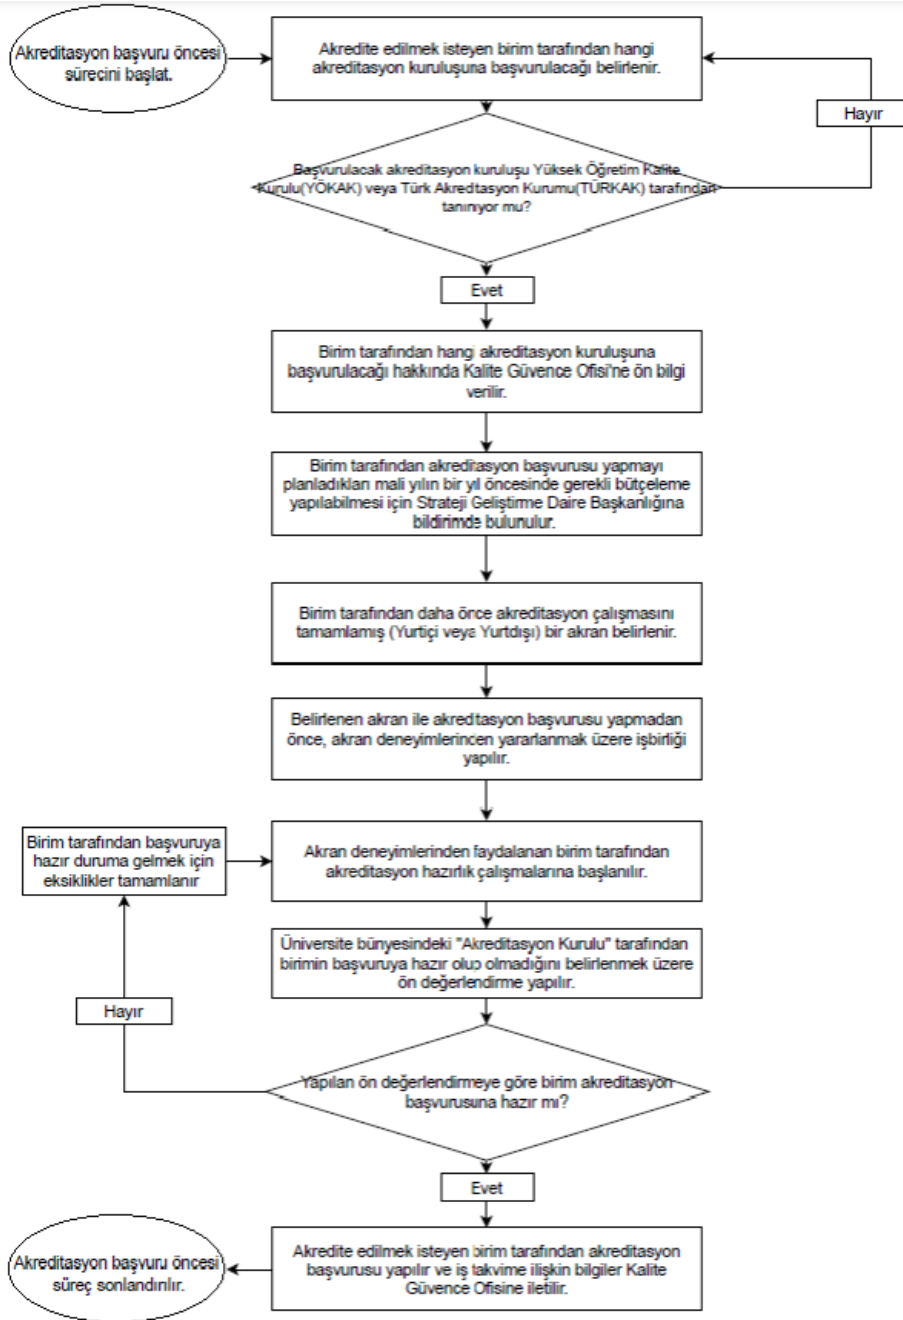 Akreditasyon başvuru öncesi
sürecini başlat.
Akredite edilmek isteyen birim tarafından hangi
akreditasyon kuruluşuna başvurulacağı belirlenir.
Hayır
Başvurulacak akreditasyon kuruluşu Yüksek Öğretim Kalite
Kurulu(YÖKAK) veya Türk Akredtasyon Kurumu(TÜRKAK) tarafından
tanınıyor mu?
Evet
Birim tarafından hangi akreditasyon kuruluşuna
başvurulacağı hakkında Kalite Güvence Ofisi'ne ön bilgi
verilir.
Birim tarafından akreditasyon başvurusu yapmayı
planladıkları mali yılın bir yıl öncesinde gerekli bütçeleme
yapılabilmesi için Strateji Geliştirme Daire Başkanlığına
bildirimde bulunulur.
Birim tarafından daha önce akreditasyon çalışmasını
tamamlamış (Yurtiçi veya Yurtdışı) bir akran belirlenir.
Belirlenen akran ile akreditasyon başvurusu yapmadan
önce, akran deneyimlerinden yararlanmak üzere işbirliği
yapılır.
Birim tarafından başvuruya
hazır duruma gelmek için
eksiklikler tamamlanır
Akran deneyimlerinden faydalanan birim tarafından
akreditasyon hazırlık çalışmalarına başlanılır.
Üniversite bünyesindeki "Akreditasyon Kurulu" tarafından
birimin başvuruya hazır olup olmadığını belirlenmek üzere
ön değerlendirme yapılır.
Hayır
Yapılan ön değerlendirmeye göre birim akreditasyon
başvurusuna hazır mı?
Evet
Akredite edilmek isteyen birim tarafından akreditasyon
başvurusu yapılır ve iş takvime ilişkin bilgiler Kalite
Güvence Ofisine iletilir.
Akreditasyon başvuru öncesi
süreç sonlandırılır.